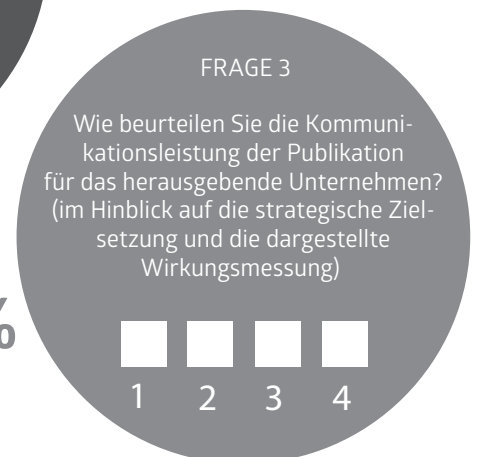 FRAGE 3
Wie beurteilen Sie die Kommuni-
kationsleistung der Publikation
für das herausgebende Unternehmen?
(im Hinblick auf die strategische Ziel-
setzung und die dargestellte
Wirkungsmessung)
%
1 2 3 4